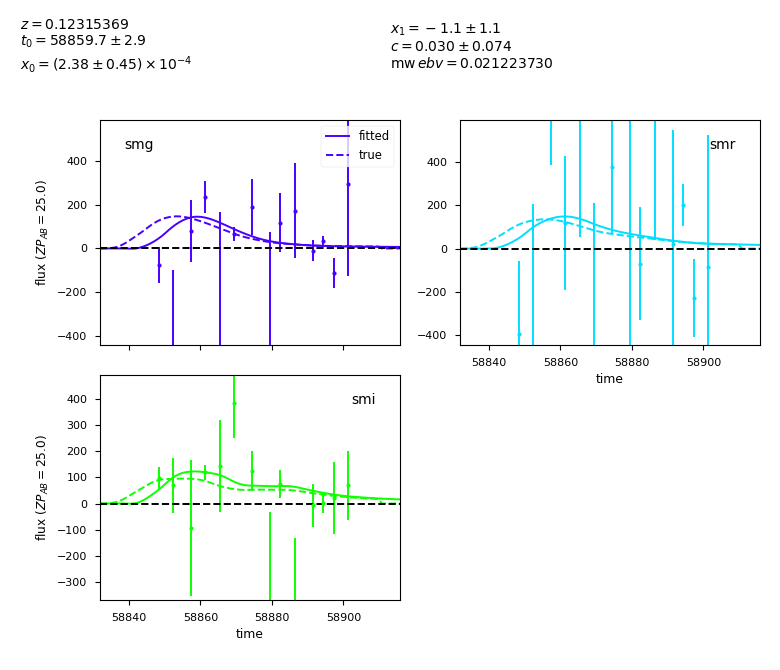 z = 0.12315369
t₀ = 58859.7 ± 2.9
x₀ = (2.38 ± 0.45) × 10⁻⁴
x₁ = −1.1 ± 1.1
c = 0.030 ± 0.074
mw ebv = 0.021223730
smg
fitted
true
flux (ZP_AB = 25.0)
400
200
0
−200
−400
smr
400
200
0
−200
−400
58840 58860 58880 58900
time
smi
flux (ZP_AB = 25.0)
400
300
200
100
0
−100
−200
−300
58840 58860 58880 58900
time